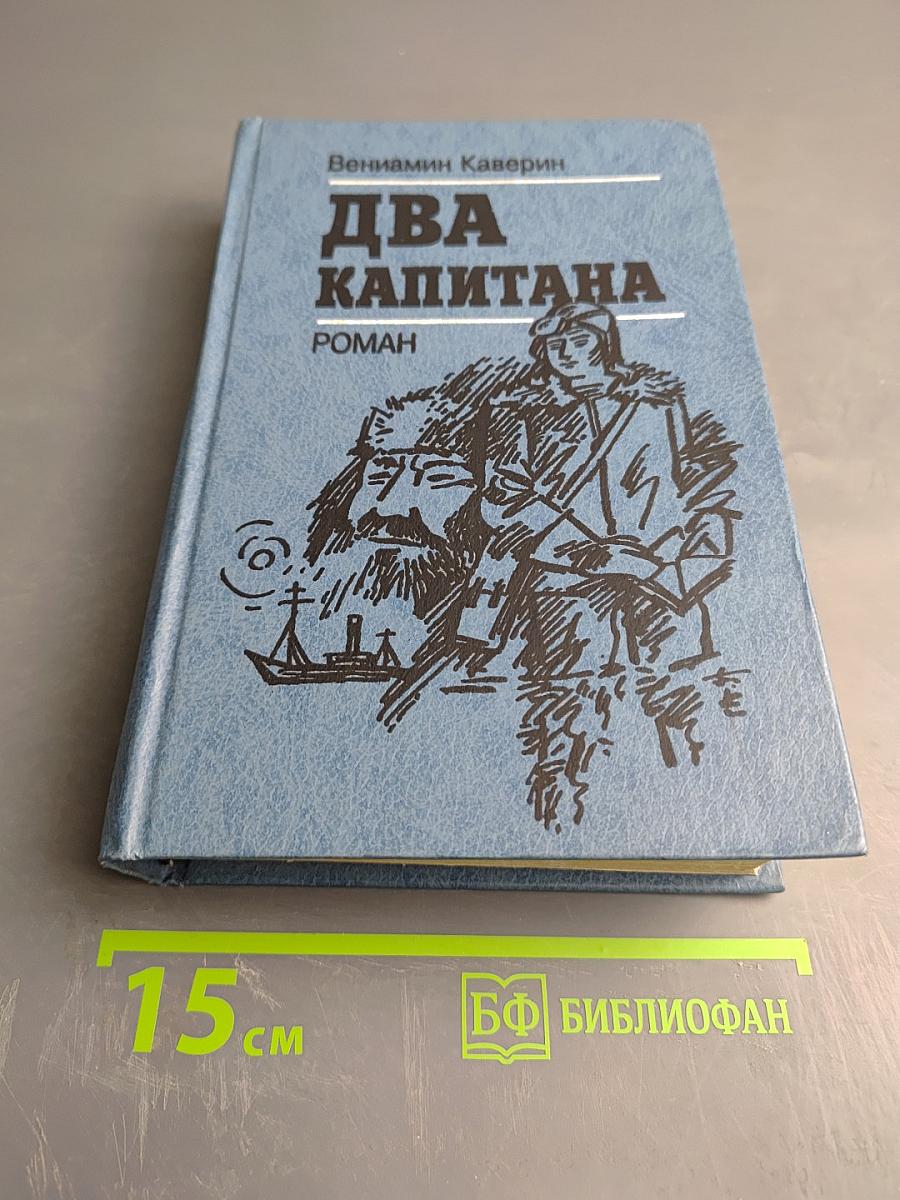 Вениамин Каверин
ДВА
КАПИТАНА
РОМАН
15 см
БФ БИБЛИОФАН